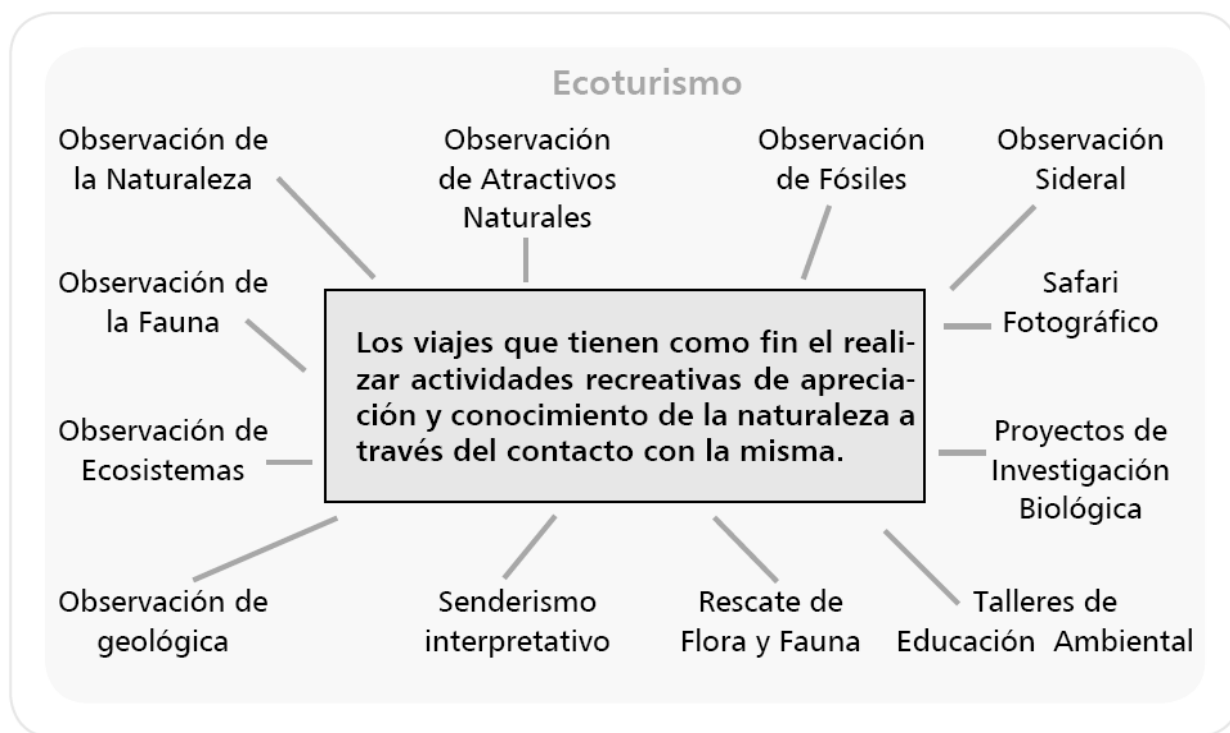 Ecoturismo
Observación de
la Naturaleza
Observación
de Atractivos
Naturales
Observación
de Fósiles
Observación
Sideral
Observación de
la Fauna
Safari
Fotográfico
Los viajes que tienen como fin el reali-
zar actividades recreativas de aprecia-
ción y conocimiento de la naturaleza a
través del contacto con la misma.
Observación de
Ecosistemas
Proyectos de
Investigación
Biológica
Observación de
geológica
Senderismo
interpretativo
Rescate de
Flora y Fauna
Talleres de
Educación Ambiental